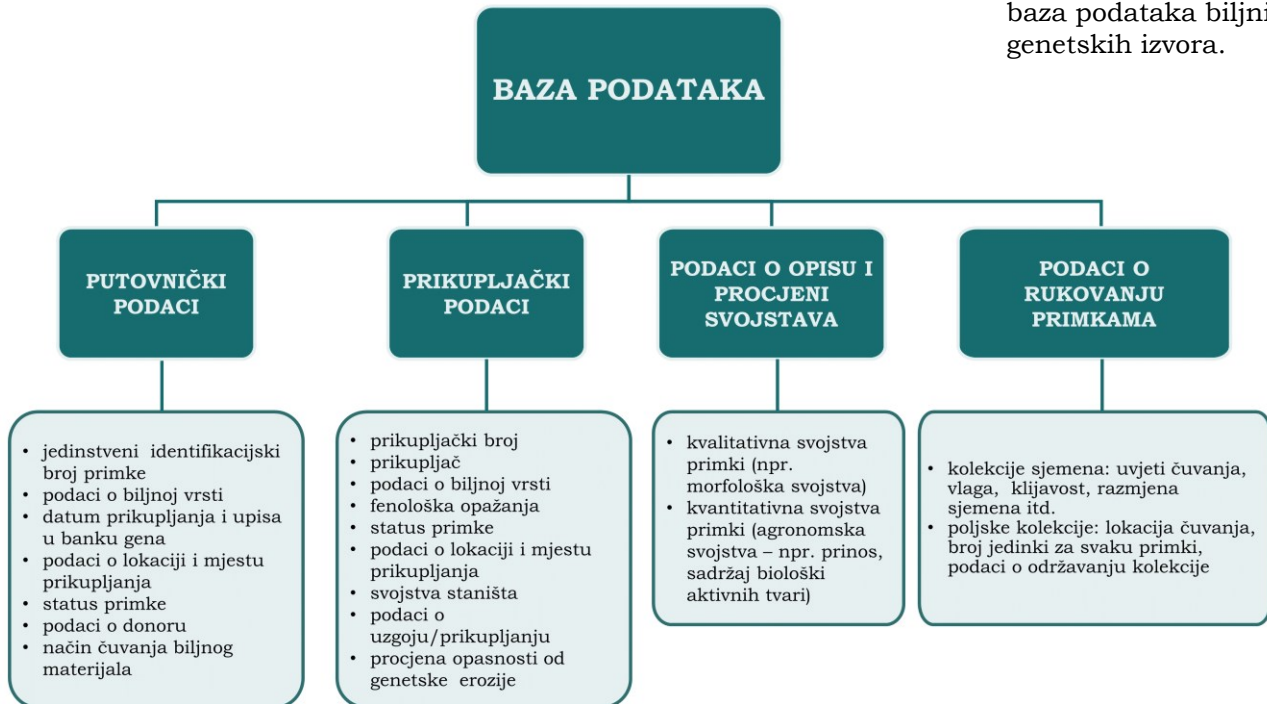 baza podataka biljni
genetskih izvora.
BAZA PODATAKA
PUTOVNIČKI
PODACI
PRIKUPLJAČKI
PODACI
PODACI O OPISU I
PROCJENI
SVOJSTAVA
PODACI O
RUKOVANJU
PRIMKAMA
• jedinstveni identifikacijski
broj primke
• podaci o biljnoj vrsti
• datum prikupljanja i upisa
u banku gena
• podaci o lokaciji i mjestu
prikupljanja
• status primke
• podaci o donoru
• način čuvanja biljnog
materijala
• prikupljački broj
• prikupljač
• podaci o biljnoj vrsti
• fenološka opažanja
• status primke
• podaci o lokaciji i mjestu
prikupljanja
• svojstva staništa
• podaci o
uzgoju/prikupljanju
• procjena opasnosti od
genetske erozije
• kvalitativna svojstva
primki (npr.
morfološka svojstva)
• kvantitativna svojstva
primki (agronomska
svojstva – npr. prinos,
sadržaj biološki
aktivnih tvari)
• kolekcije sjemena: uvjeti čuvanja,
vlaga, klijavost, razmjena
sjemena itd.
• poljske kolekcije: lokacija čuvanja,
broj jedinki za svaku primki,
podaci o održavanju kolekcije